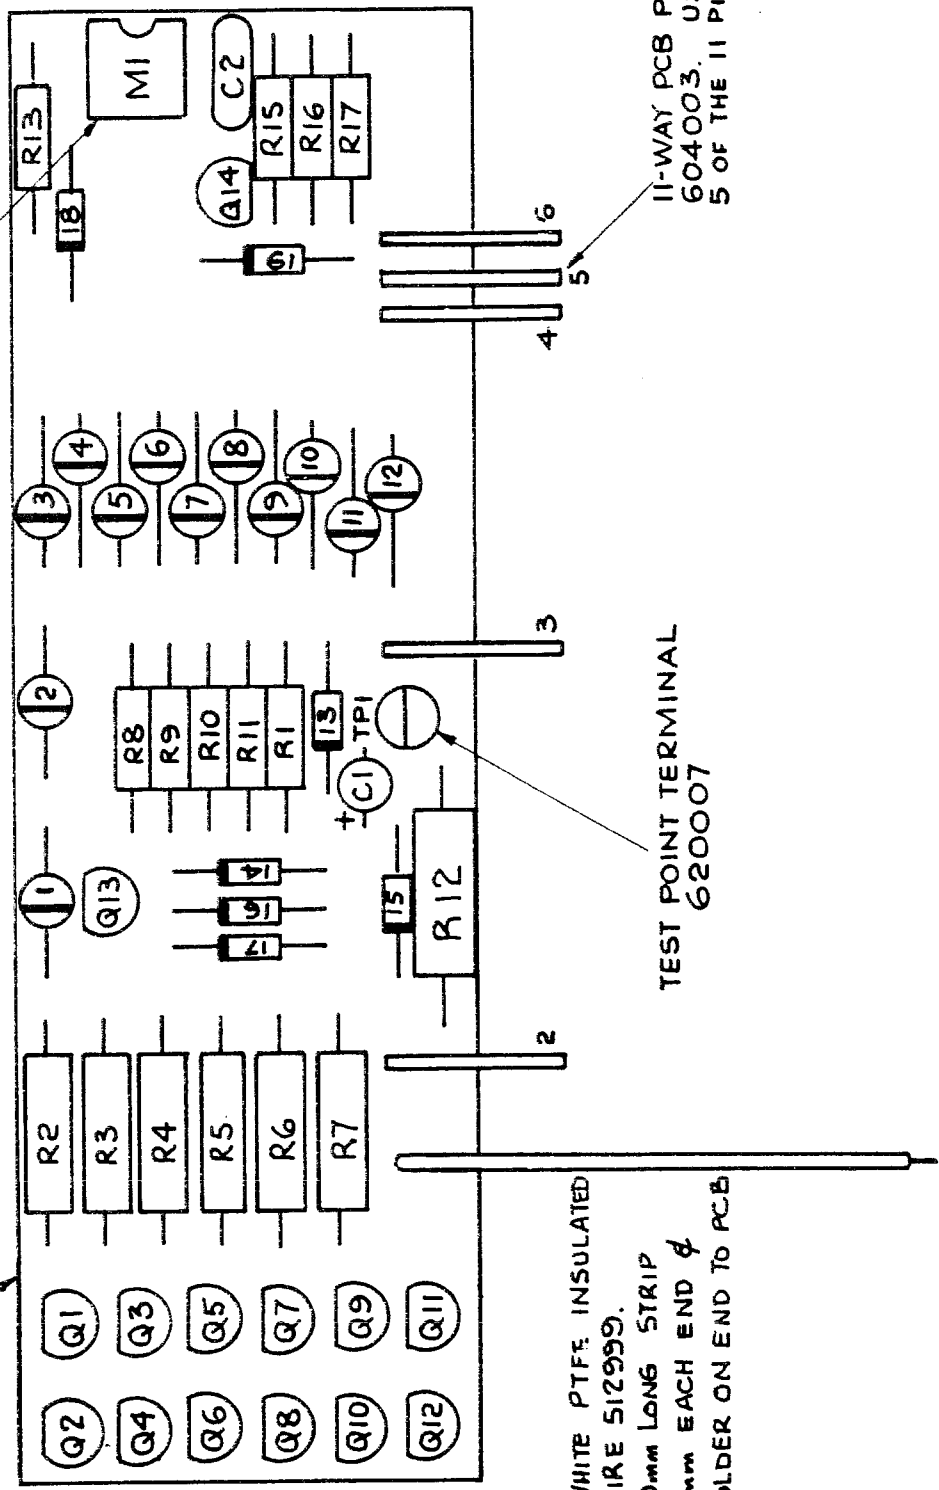 Q2 Q1 R2 1 2 3 R13
Q4 Q3 R3 Q13 4 18 M1
Q6 Q5 R4 R8 5
R9 6
Q8 Q7 R5 R10 7 Q14 C2
17 16 14 R11 8
Q10 Q9 R6 R1 9 19 R15
Q12 Q11 R7 13 10 R16
+ C1 - TP1 11 R17
15 12
R12
2 3 4 5 6
WHITE PTFE INSULATED
IRE 512999.
0mm LONG STRIP
mm EACH END &
OLDER ON END TO PCB
TEST POINT TERMINAL
620007
11-WAY PCB P
604003. U
5 OF THE 11 PI